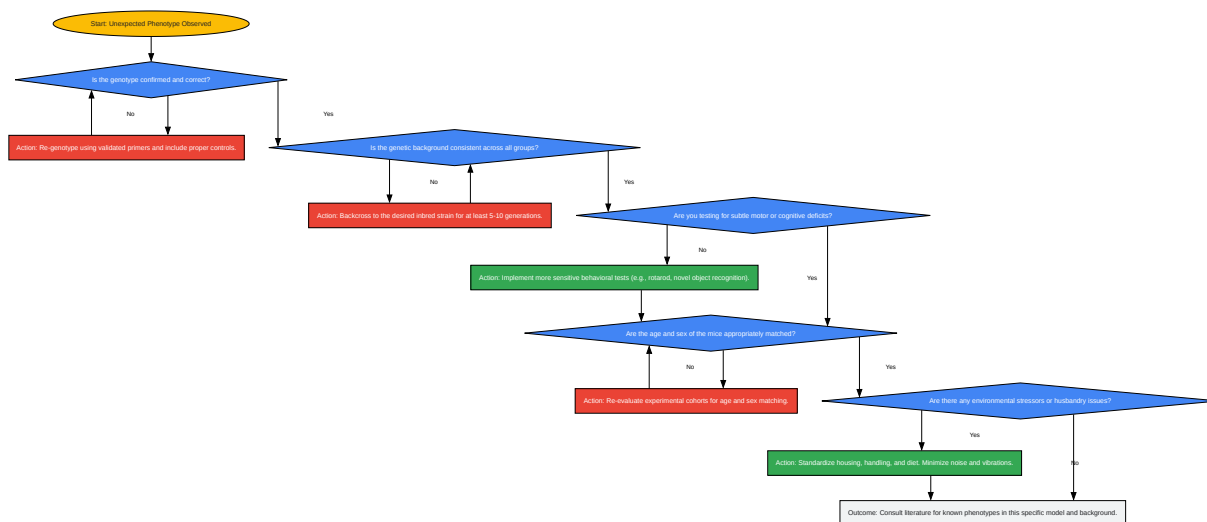 Start: Unexpected Phenotype Observed
Is the genotype confirmed and correct?
No
Yes
Action: Re-genotype using validated primers and include proper controls.
Is the genetic background consistent across all groups?
No
Yes
Action: Backcross to the desired inbred strain for at least 5-10 generations.
Are you testing for subtle motor or cognitive deficits?
No
Action: Implement more sensitive behavioral tests (e.g., rotarod, novel object recognition).
Yes
Are the age and sex of the mice appropriately matched?
No
Yes
Action: Re-evaluate experimental cohorts for age and sex matching.
Are there any environmental stressors or husbandry issues?
Yes
Action: Standardize housing, handling, and diet. Minimize noise and vibrations.
No
Outcome: Consult literature for known phenotypes in this specific model and background.